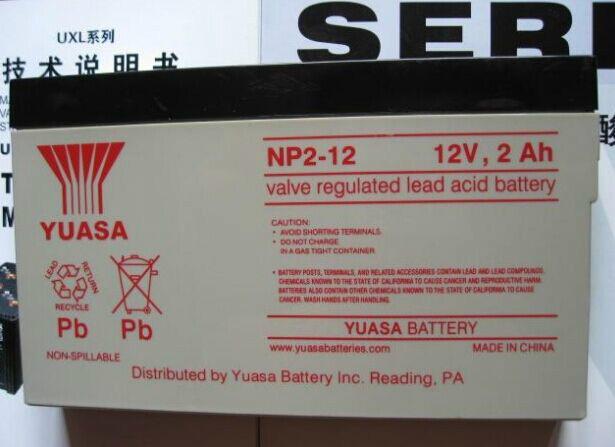 UXL系列
技术说明书
SERI
YUASA
NP2-12 12V, 2 Ah
valve regulated lead acid battery
CAUTION:
• AVOID SHORTING TERMINALS.
• DO NOT CHARGE
IN A GAS TIGHT CONTAINER.
• BATTERY POSTS, TERMINALS, AND RELATED ACCESSORIES CONTAIN LEAD AND LEAD COMPOUNDS,
CHEMICALS KNOWN TO THE STATE OF CALIFORNIA TO CAUSE CANCER AND REPRODUCTIVE HARM.
BATTERIES ALSO CONTAIN OTHER CHEMICALS KNOWN TO THE STATE OF CALIFORNIA TO CAUSE
CANCER. WASH HANDS AFTER HANDLING.
LEAD
RETURN
RECYCLE
Pb Pb
NON-SPILLABLE
YUASA BATTERY
www.yuasabatteries.com MADE IN CHINA
Distributed by Yuasa Battery Inc. Reading, PA